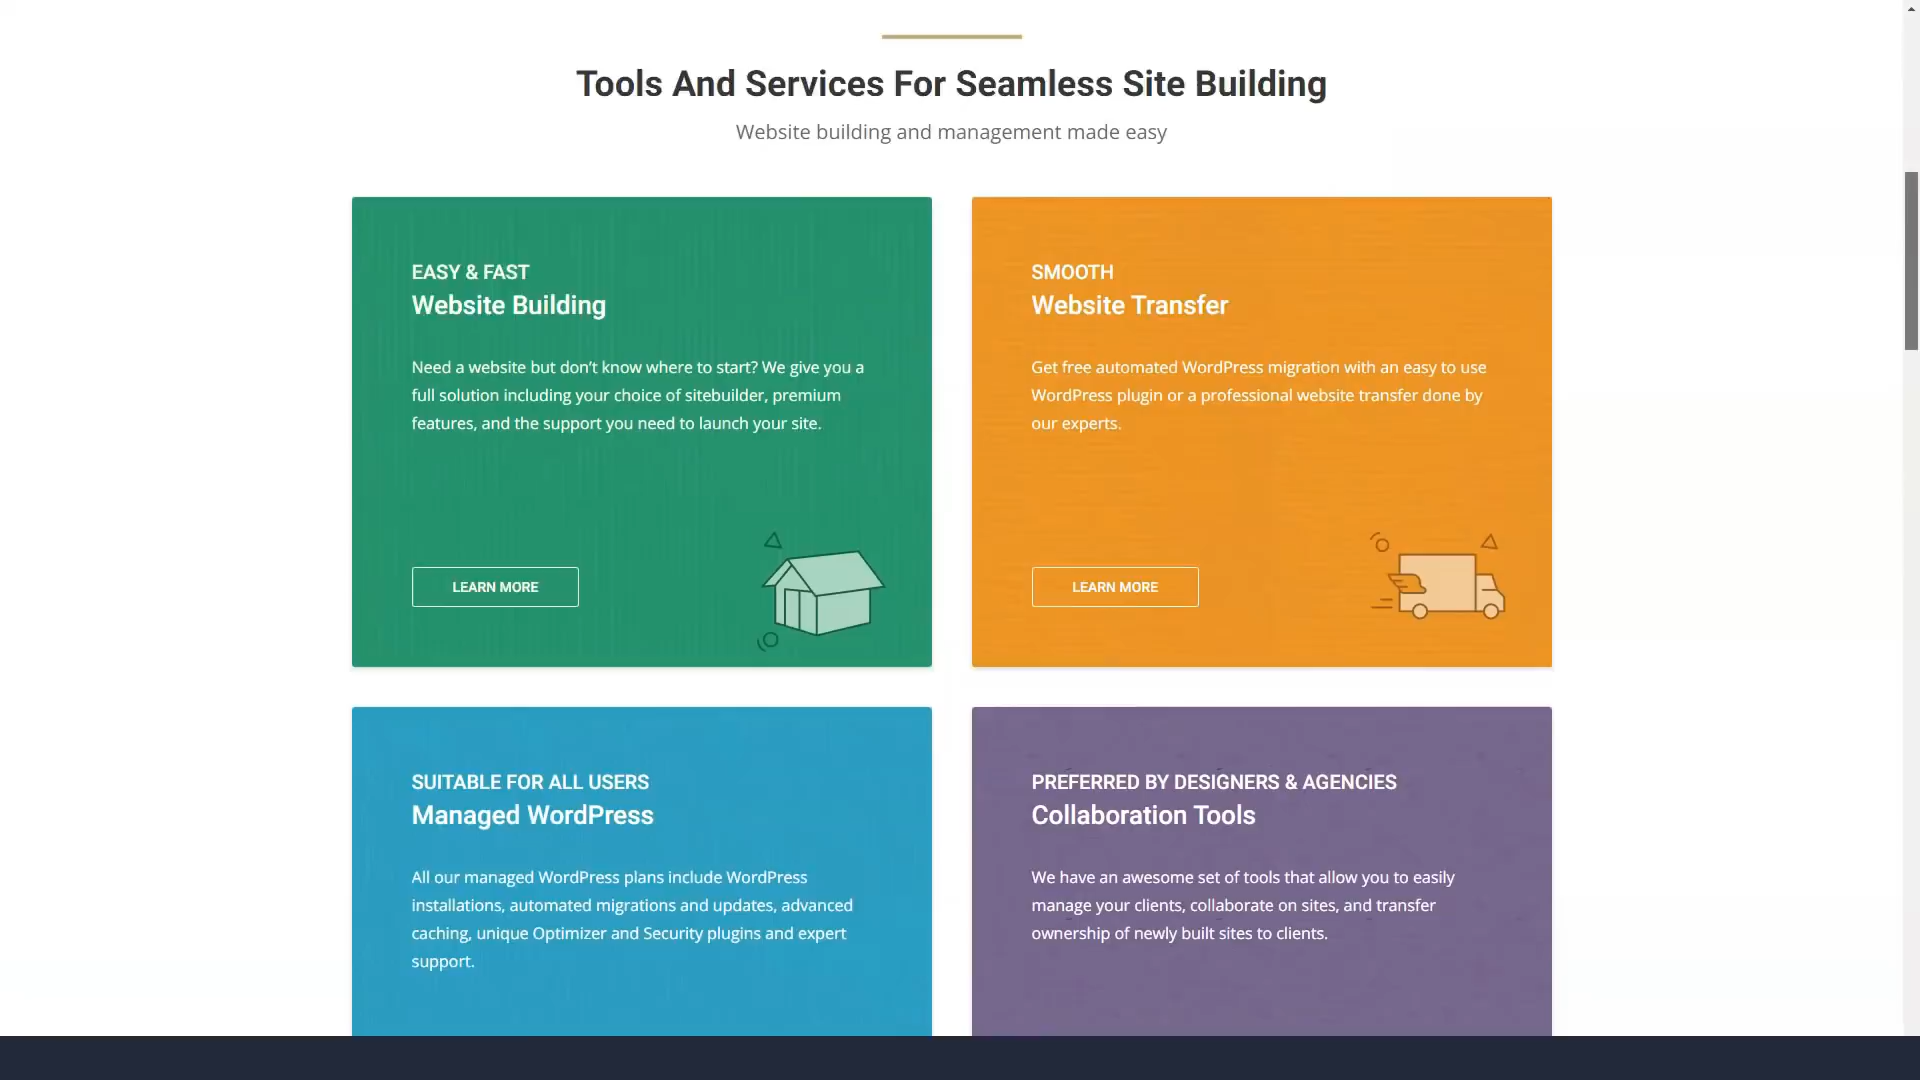 Tools And Services For Seamless Site Building
Website building and management made easy
EASY & FAST
Website Building
Need a website but don’t know where to start? We give you a
full solution including your choice of sitebuilder, premium
features, and the support you need to launch your site.
LEARN MORE
SMOOTH
Website Transfer
Get free automated WordPress migration with an easy to use
WordPress plugin or a professional website transfer done by
our experts.
LEARN MORE
SUITABLE FOR ALL USERS
Managed WordPress
All our managed WordPress plans include WordPress
installations, automated migrations and updates, advanced
caching, unique Optimizer and Security plugins and expert
support.
PREFERRED BY DESIGNERS & AGENCIES
Collaboration Tools
We have an awesome set of tools that allow you to easily
manage your clients, collaborate on sites, and transfer
ownership of newly built sites to clients.